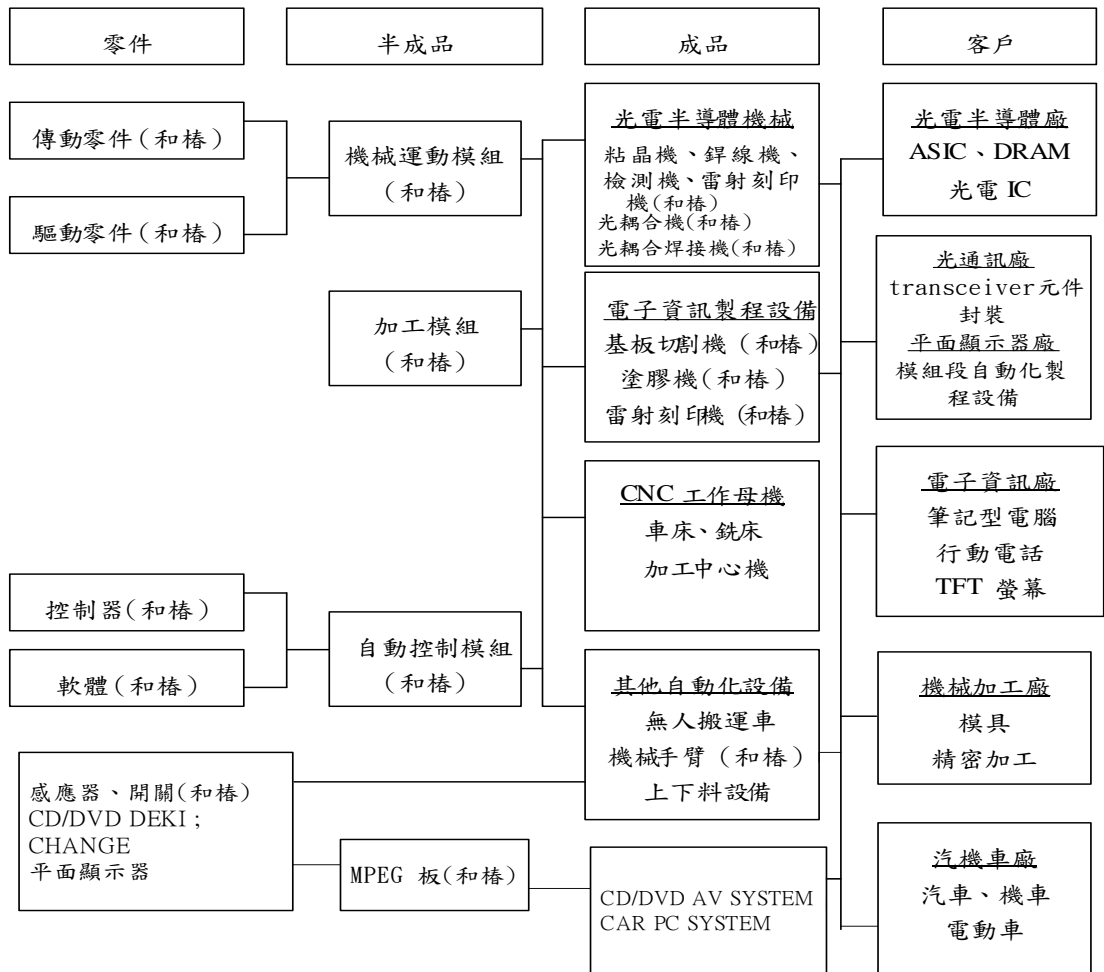 零件
半成品
成品
客戶
傳動零件(和椿)
驅動零件(和椿)
控制器(和椿)
軟體(和椿)
感應器、開關(和椿)
CD/DVD DEKI；
CHANGE
平面顯示器
機械運動模組
(和椿)
加工模組
(和椿)
自動控制模組
(和椿)
MPEG 板(和椿)
光電半導體機械
粘晶機、銲線機、
檢測機、雷射刻印
機(和椿)
光耦合機(和椿)
光耦合焊接機(和椿)
電子資訊製程設備
基板切割機 (和椿)
塗膠機(和椿)
雷射刻印機 (和椿)
CNC 工作母機
車床、銑床
加工中心機
其他自動化設備
無人搬運車
機械手臂 (和椿)
上下料設備
CD/DVD AV SYSTEM
CAR PC SYSTEM
光電半導體廠
ASIC、DRAM
光電 IC
光通訊廠
transceiver元件
封裝
平面顯示器廠
模組段自動化製
程設備
電子資訊廠
筆記型電腦
行動電話
TFT 螢幕
機械加工廠
模具
精密加工
汽機車廠
汽車、機車
電動車